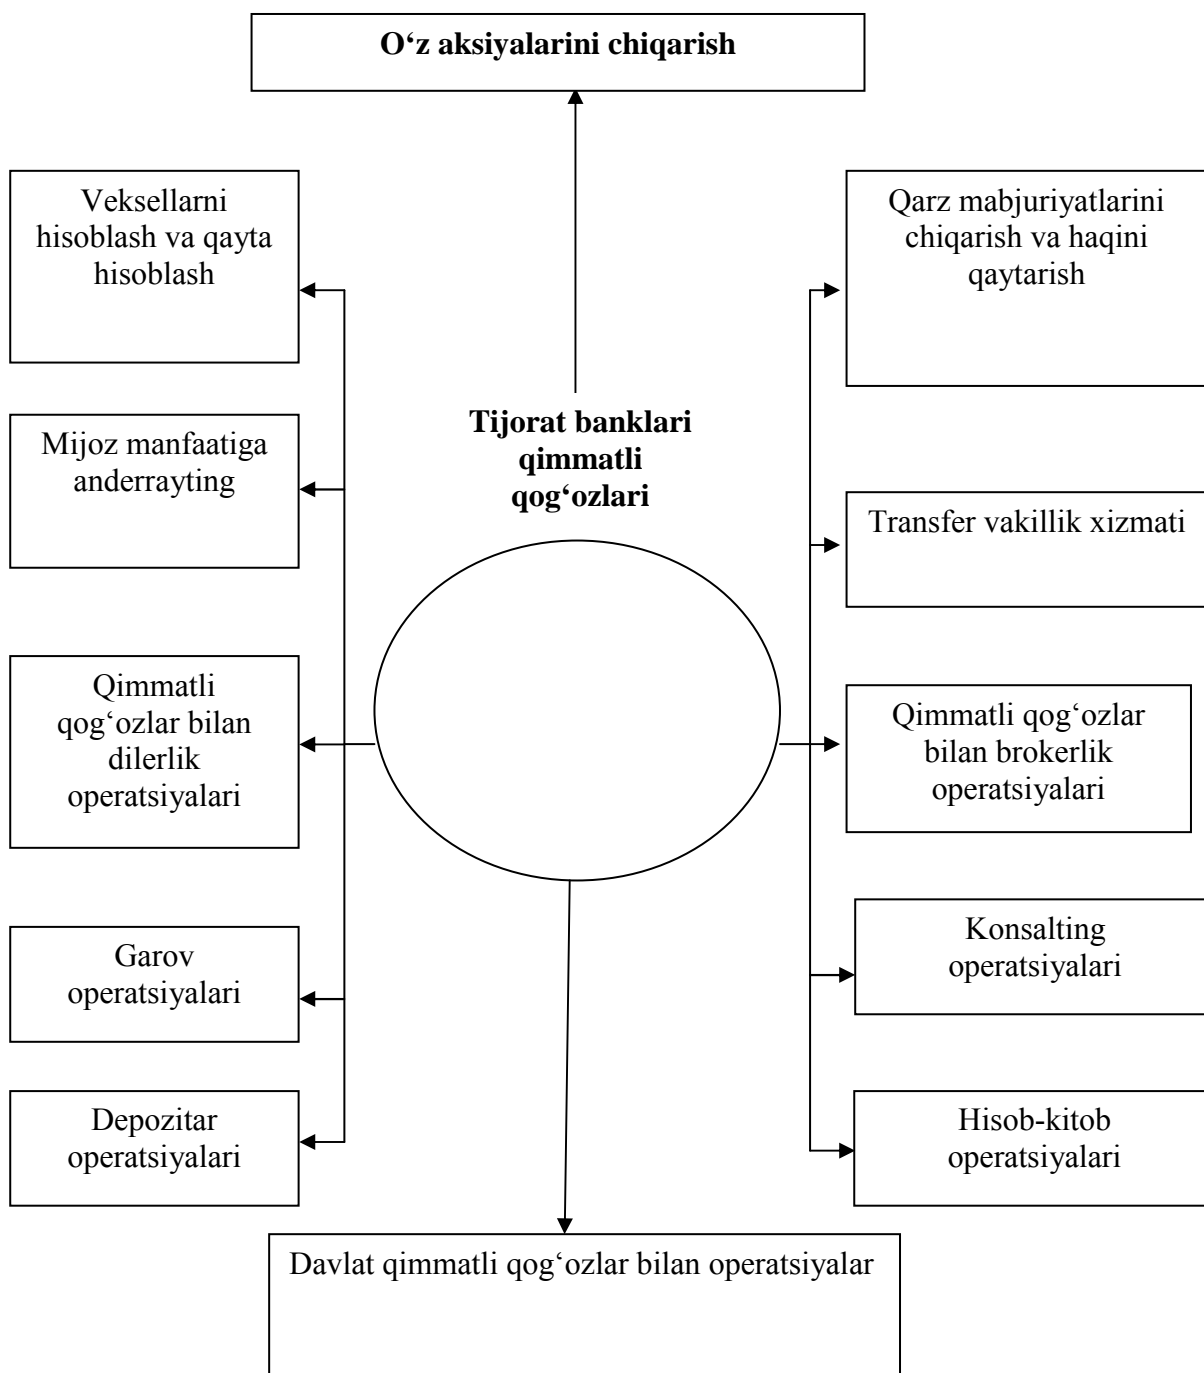 O‘z aksiyalarini chiqarish
Veksellarni
hisoblash va qayta
hisoblash
Qarz mabjuriyatlarini
chiqarish va haqini
qaytarish
Tijorat banklari
qimmatli
qog‘ozlari
Mijoz manfaatiga
anderrayting
Transfer vakillik xizmati
Qimmatli
qog‘ozlar bilan
dilerlik
operatsiyalari
Qimmatli qog‘ozlar
bilan brokerlik
operatsiyalari
Garov
operatsiyalari
Konsalting
operatsiyalari
Depozitar
operatsiyalari
Hisob-kitob
operatsiyalari
Davlat qimmatli qog‘ozlar bilan operatsiyalar